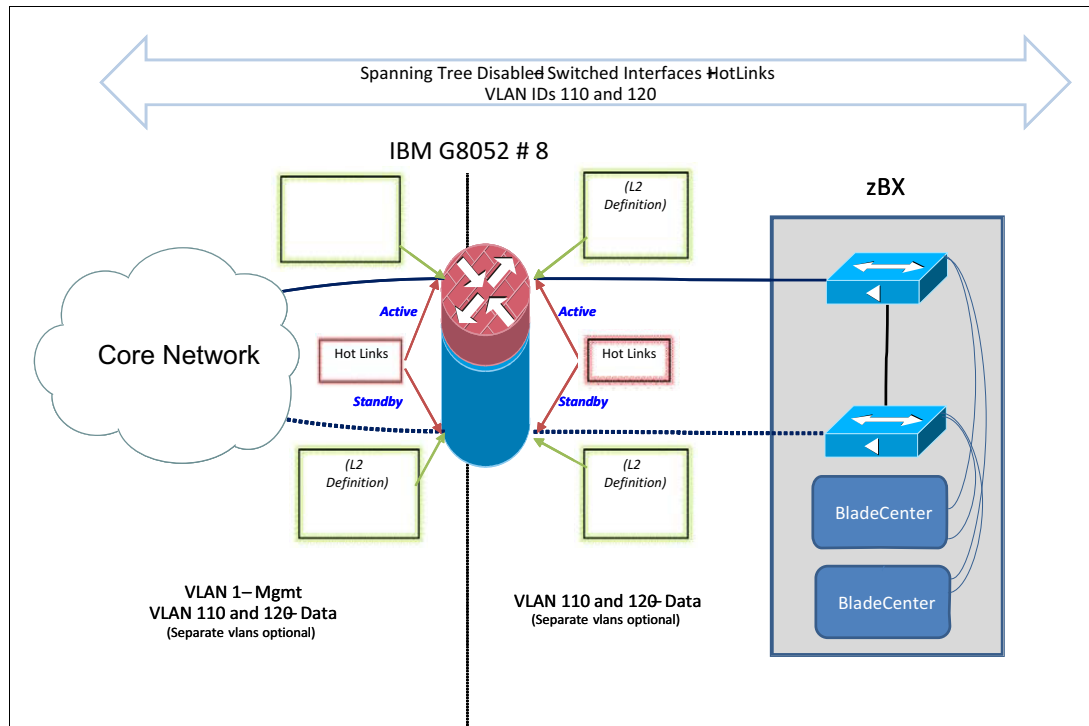 Spanning Tree Disabled – Switched Interfaces + HotLinks
VLAN IDs 110 and 120
IBM G8052 # 8
(L2
Definition)
zBX
Active
Active
Core Network
Hot Links
Hot Links
Standby
Standby
(L2
Definition)
(L2
Definition)
BladeCenter
BladeCenter
VLAN 1– Mgmt
VLAN 110 and 120– Data
(Separate vlans optional)
VLAN 110 and 120– Data
(Separate vlans optional)